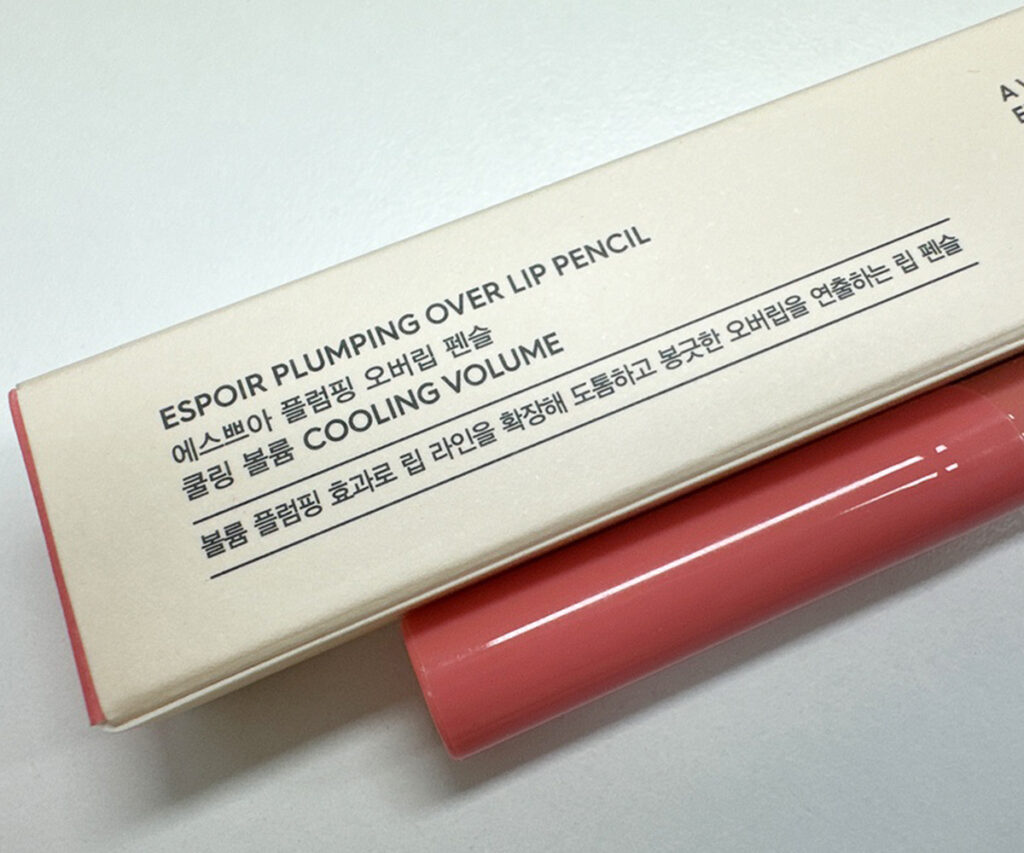 ESPOIR PLUMPING OVER LIP PENCIL
에스쁘아 플럼핑 오버립 펜슬
쿨링 볼륨 COOLING VOLUME
볼륨 플럼핑 효과로 립 라인을 확장해 도톰하고 봉긋한 오버립을 연출하는 립 펜슬